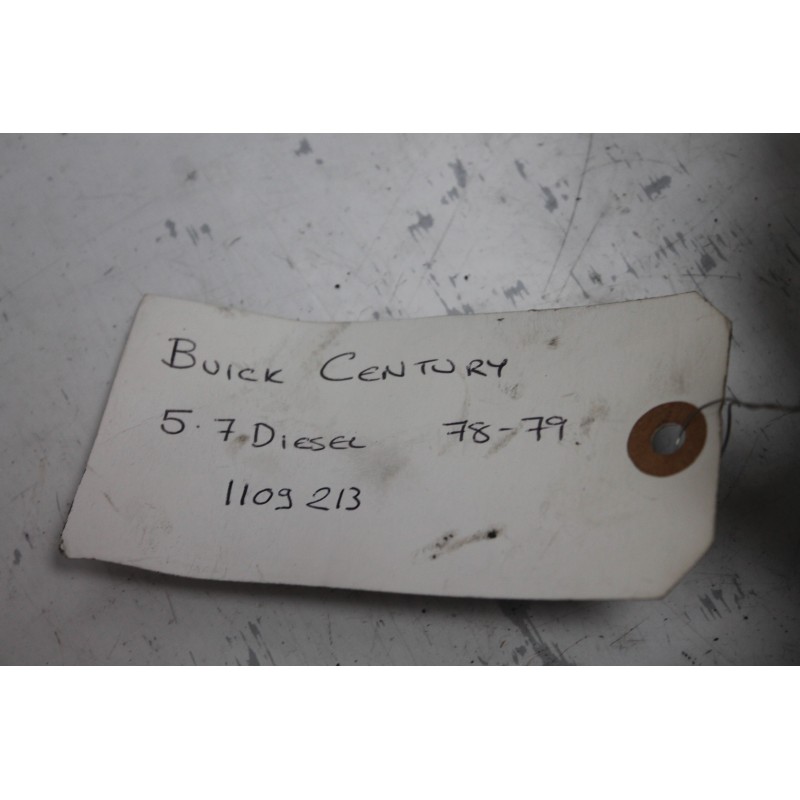 Buick Century
5.7 Diesel 78-79.
1109 213